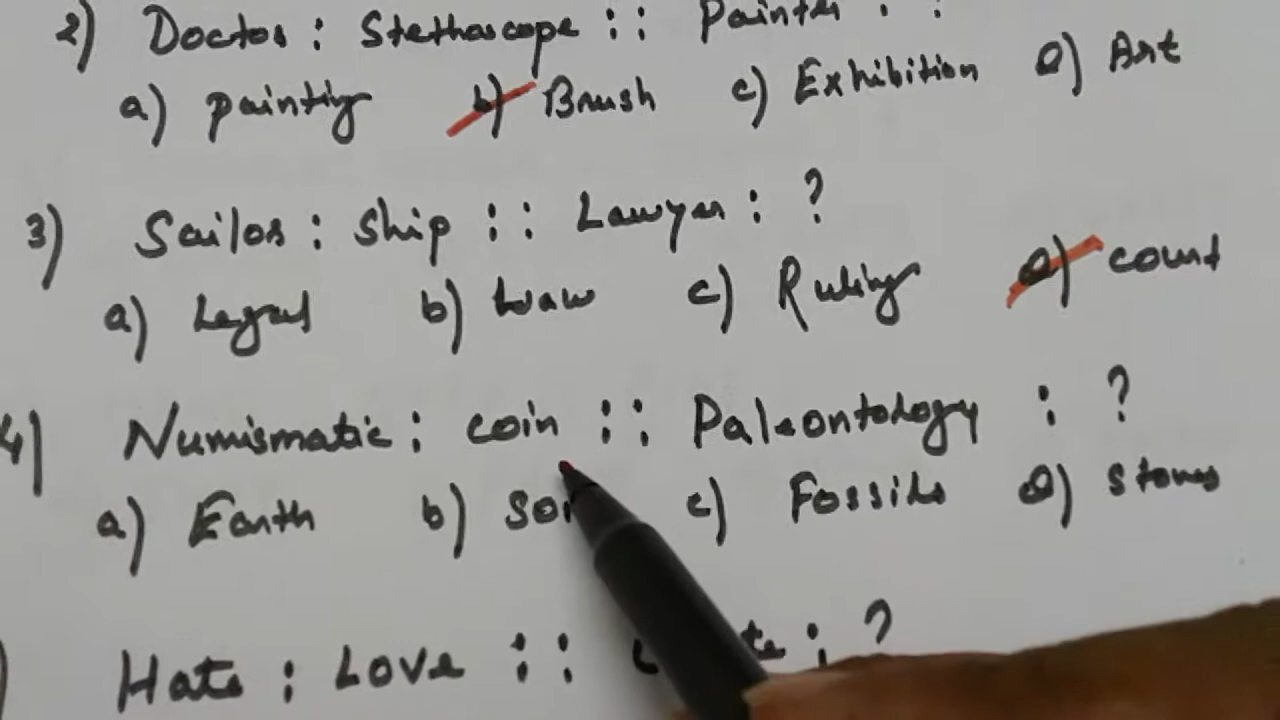 2) Doctor : Stethoscope :: Painter : :
a) painting b) Brush c) Exhibition d) Art
3) Sailor : Ship :: Lawyer : ?
a) Legal b) Law c) Ruling d) court
4) Numismatic : coin :: Paleontology : ?
a) Earth b) c) Fossils d) stones
) Hate : Love :: : ?